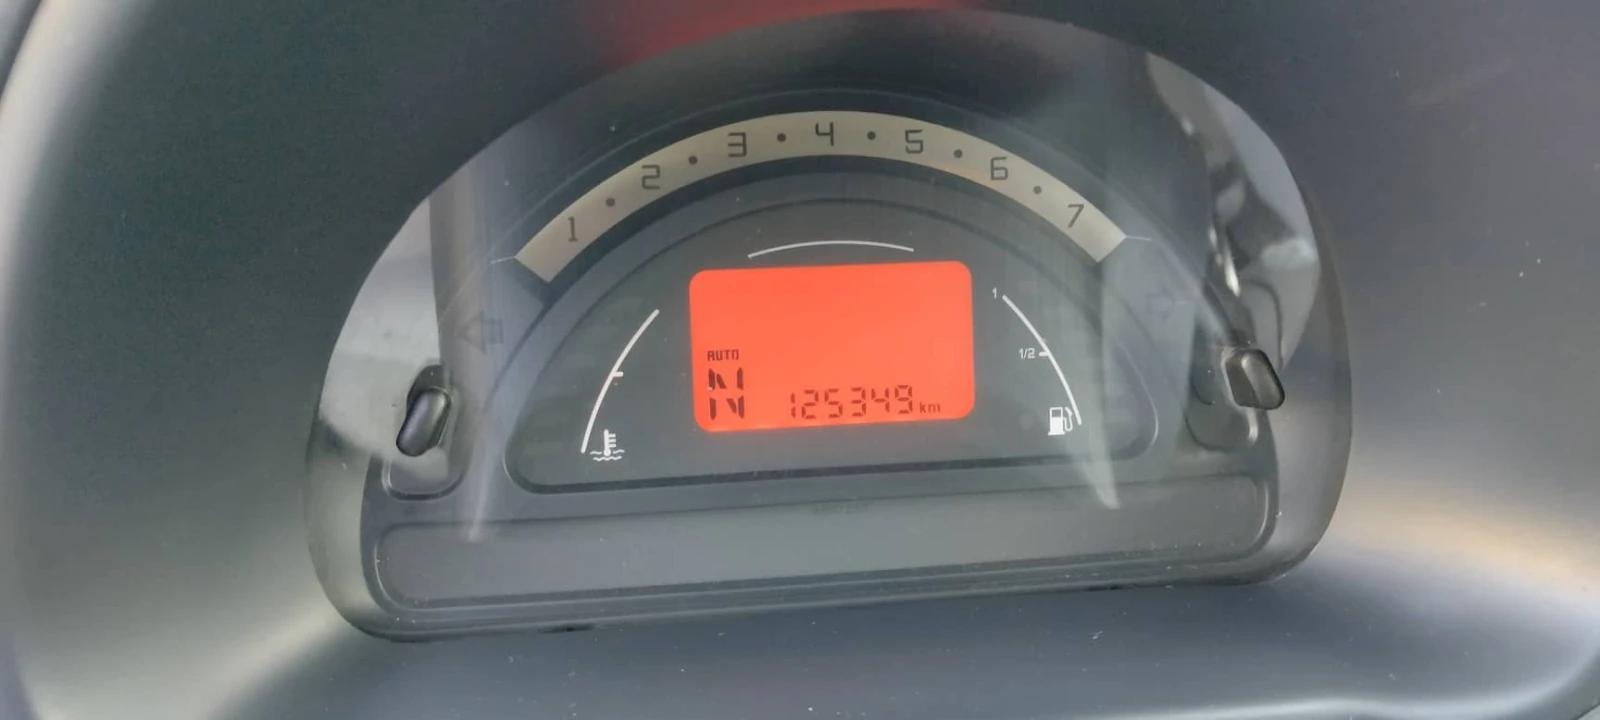 1 • 2 • 3 • 4 • 5 • 6 • 7
1
1/2
AUTO
N
125349 km